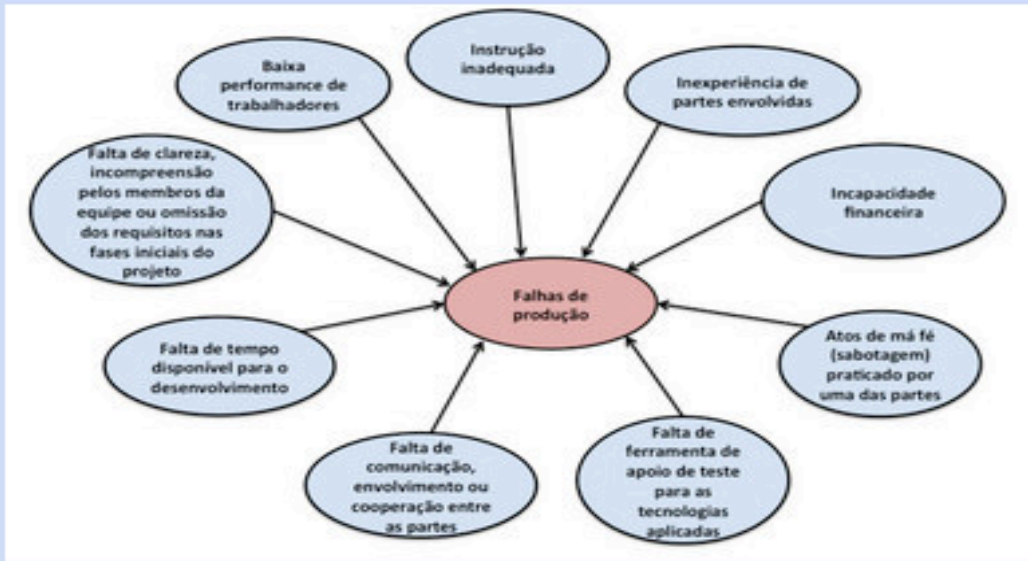 Instrução
inadequada
Baixa
performance de
trabalhadores
Inexperiência de
partes envolvidas
Falta de clareza,
incompreensão
pelos membros da
equipe ou omissão
dos requisitos nas
fases iniciais do
projeto
Incapacidade
financeira
Falhas de
produção
Falta de tempo
disponível para o
desenvolvimento
Atos de má fé
(sabotagem)
praticado por
uma das partes
Falta de
comunicação,
envolvimento ou
cooperação entre
as partes
Falta de
ferramenta de
apoio de teste
para as
tecnologias
aplicadas